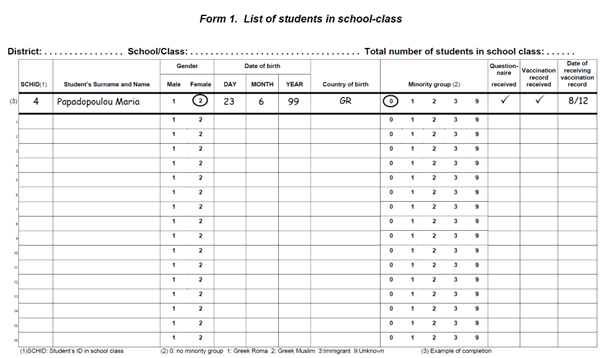 Form 1. List of students in school-class
District: . . . . . . . . . . . . . . . . School/Class: . . . . . . . . . . . . . . . . . . . . . . . . . . . . . . . . . . Total number of students in school class: . . . . . .
Gender Date of birth Question-naire received Vaccination record received Date of receiving vaccination record
SCHID(1) Student's Surname and Name Male Female DAY MONTH YEAR Country of birth Minority group (2)
(3) 4 Papadopoulou Maria 1 2 23 6 99 GR 0 1 2 3 9 ✓ ✓ 8/12
1 1 2 0 1 2 3 9
2 1 2 0 1 2 3 9
3 1 2 0 1 2 3 9
4 1 2 0 1 2 3 9
5 1 2 0 1 2 3 9
6 1 2 0 1 2 3 9
7 1 2 0 1 2 3 9
8 1 2 0 1 2 3 9
9 1 2 0 1 2 3 9
10 1 2 0 1 2 3 9
11 1 2 0 1 2 3 9
12 1 2 0 1 2 3 9
13 1 2 0 1 2 3 9
14 1 2 0 1 2 3 9
15 1 2 0 1 2 3 9
16 1 2 0 1 2 3 9
(1)SCHID: Student's ID in school class (2) 0: no minority group 1: Greek Roma 2: Greek Muslim 3:Immigrant 9:Unknown (3) Example of completion